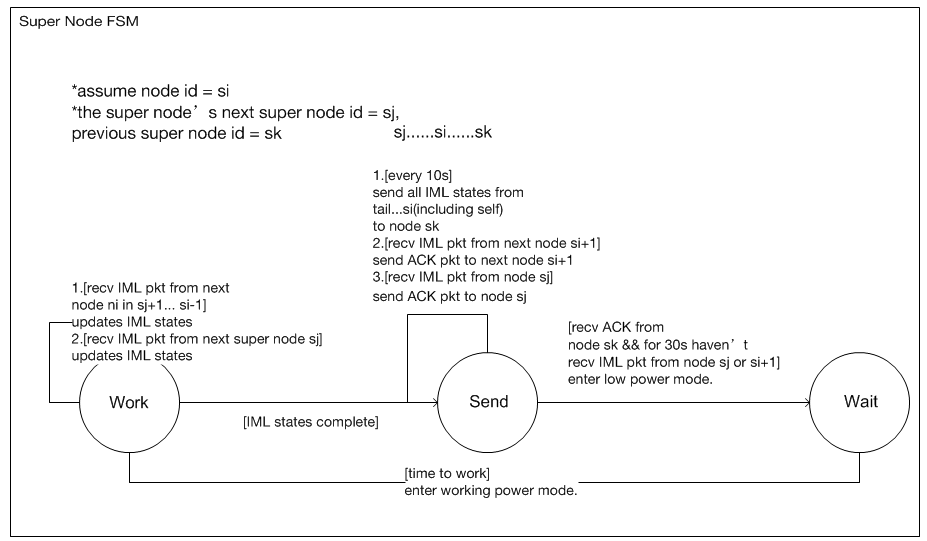 Super Node FSM
*assume node id = si
*the super node’s next super node id = sj,
previous super node id = sk
sj......si......sk
1.[every 10s]
send all IML states from
tail...si(including self)
to node sk
2.[recv IML pkt from next node si+1]
send ACK pkt to next node si+1
3.[recv IML pkt from node sj]
send ACK pkt to node sj
1.[recv IML pkt from next
node ni in sj+1... si-1]
updates IML states
2.[recv IML pkt from next super node sj]
updates IML states
[recv ACK from
node sk && for 30s haven’t
recv IML pkt from node sj or si+1]
enter low power mode.
Work
Send
Wait
[IML states complete]
[time to work]
enter working power mode.